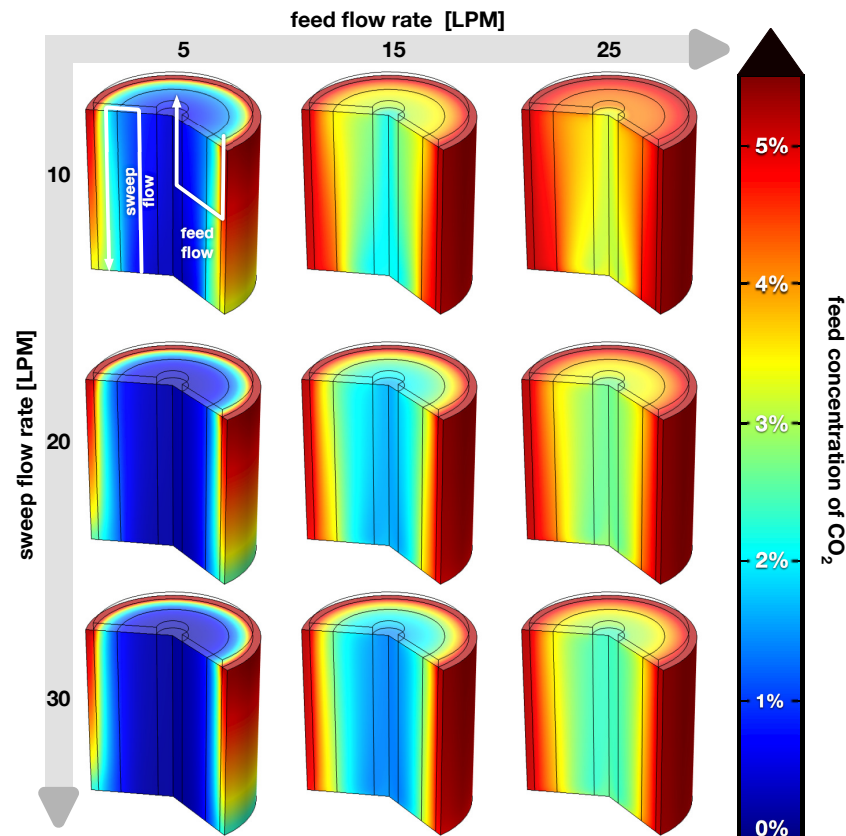 feed flow rate [LPM]
5 15 25
sweep flow rate [LPM]
10
20
30
sweep
flow
feed
flow
5%
4%
3%
2%
1%
0%
feed concentration of CO₂